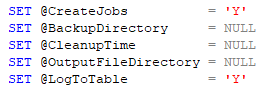 SET @CreateJobs          = 'Y'
SET @BackupDirectory     = NULL
SET @CleanupTime         = NULL
SET @OutputFileDirectory = NULL
SET @LogToTable          = 'Y'